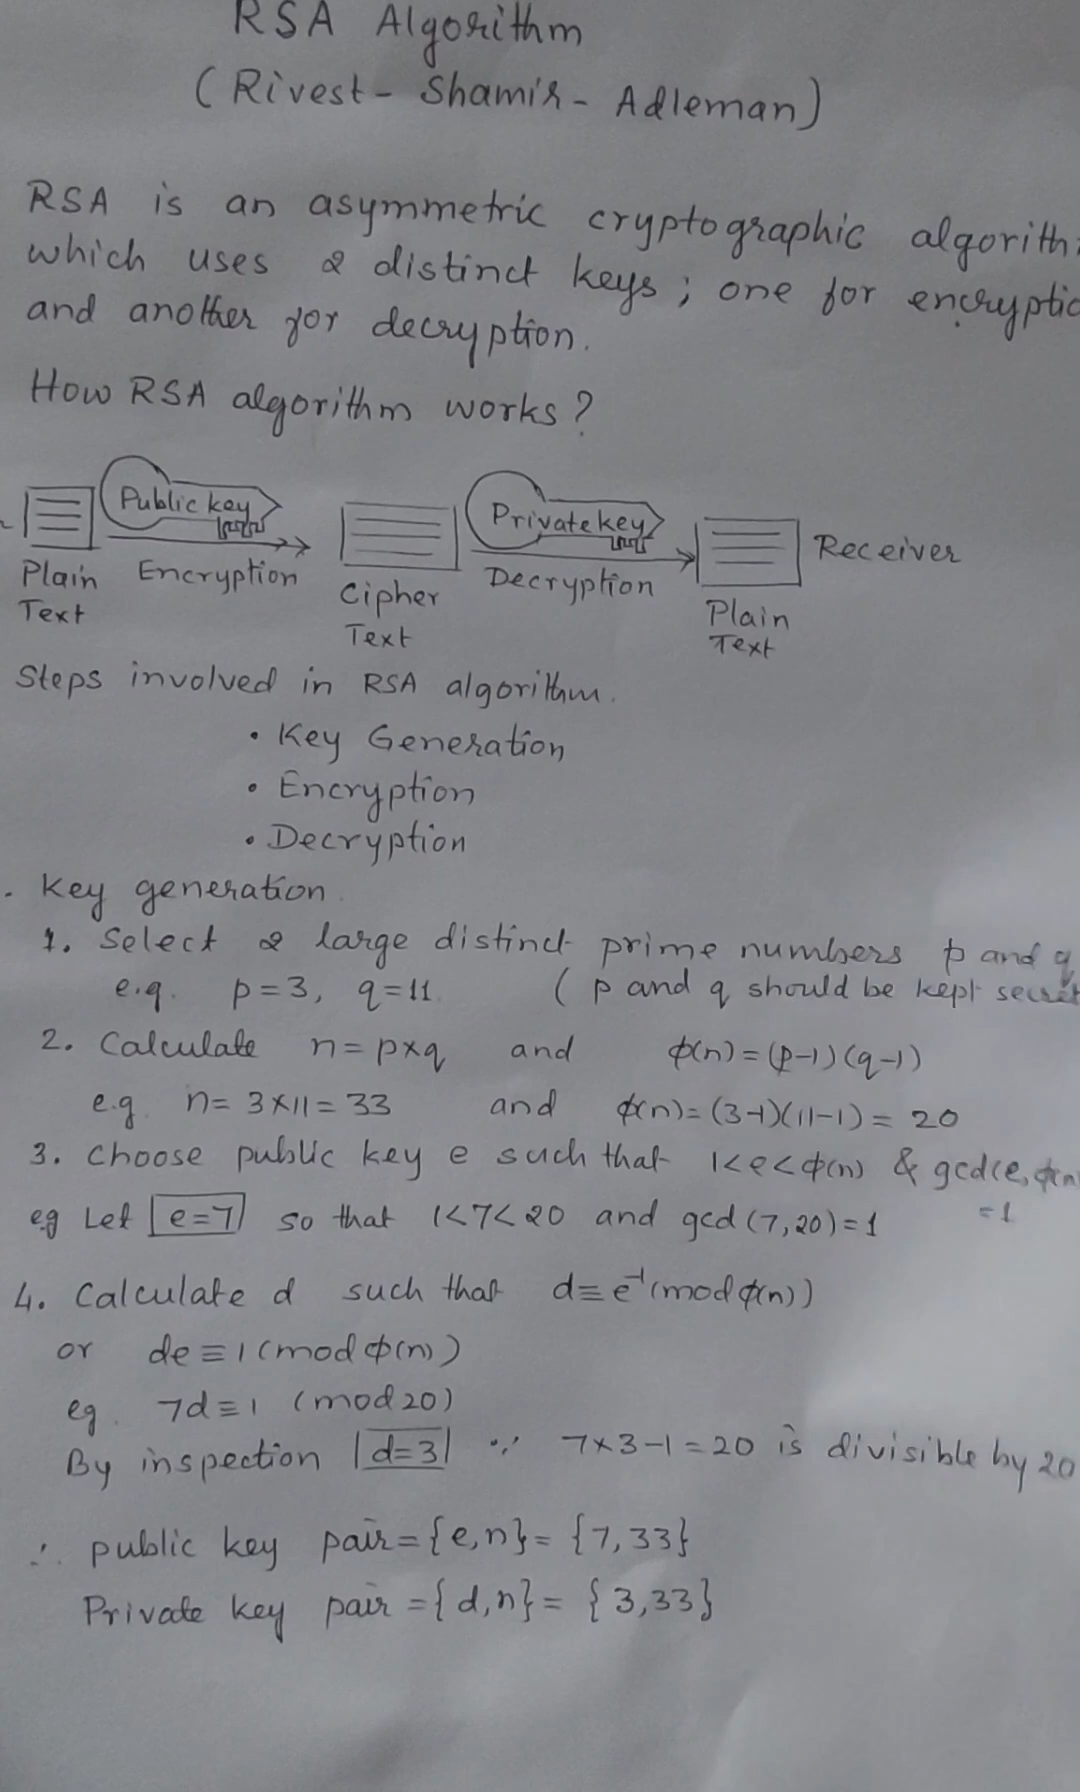 RSA Algorithm
(Rivest - Shamir - Adleman)
RSA is an asymmetric cryptographic algorith
which uses 2 distinct keys; one for encryptio
and another for decryption.
How RSA algorithm works?
Public key
Private key
Receiver
Plain Text
Encryption
Cipher Text
Decryption
Plain Text
Steps involved in RSA algorithm.
• Key Generation
• Encryption
• Decryption
. Key generation.
1. Select 2 large distinct prime numbers p and q
e.g. p=3, q=11. (p and q should be kept secret
2. Calculate n=p×q and ϕ(n)=(p-1)(q-1)
e.g. n=3×11=33 and ϕ(n)=(3-1)(11-1)=20
3. Choose public key e such that 1<e<ϕ(n) & gcd(e,ϕ(n)
=1
eg Let e=7 so that 1<7<20 and gcd(7,20)=1
4. Calculate d such that d≡e⁻¹(mod ϕ(n))
or de≡1(mod ϕ(n))
eg. 7d≡1 (mod 20)
By inspection d=3 ∵ 7×3-1=20 is divisible by 20
∴ public key pair={e,n}={7,33}
Private key pair={d,n}={3,33}